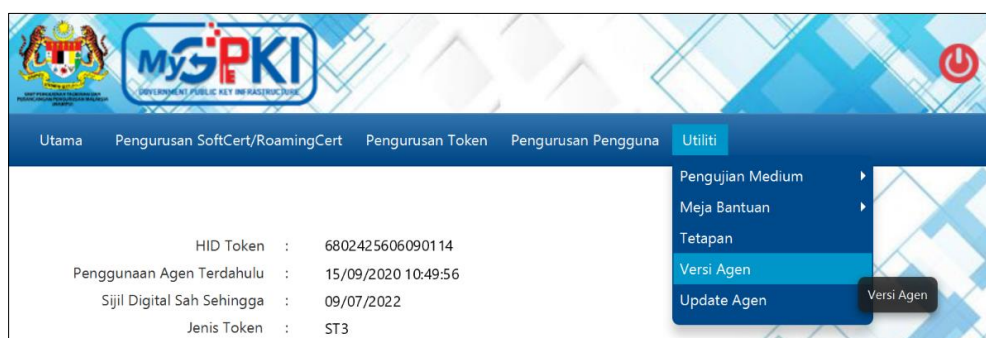 MyGPKI
GOVERNMENT PUBLIC KEY INFRASTRUCTURE
Utama Pengurusan SoftCert/RoamingCert Pengurusan Token Pengurusan Pengguna Utiliti
Pengujian Medium
Meja Bantuan
Tetapan
Versi Agen
Update Agen
Versi Agen
HID Token : 6802425606090114
Penggunaan Agen Terdahulu : 15/09/2020 10:49:56
Sijil Digital Sah Sehingga : 09/07/2022
Jenis Token : ST3